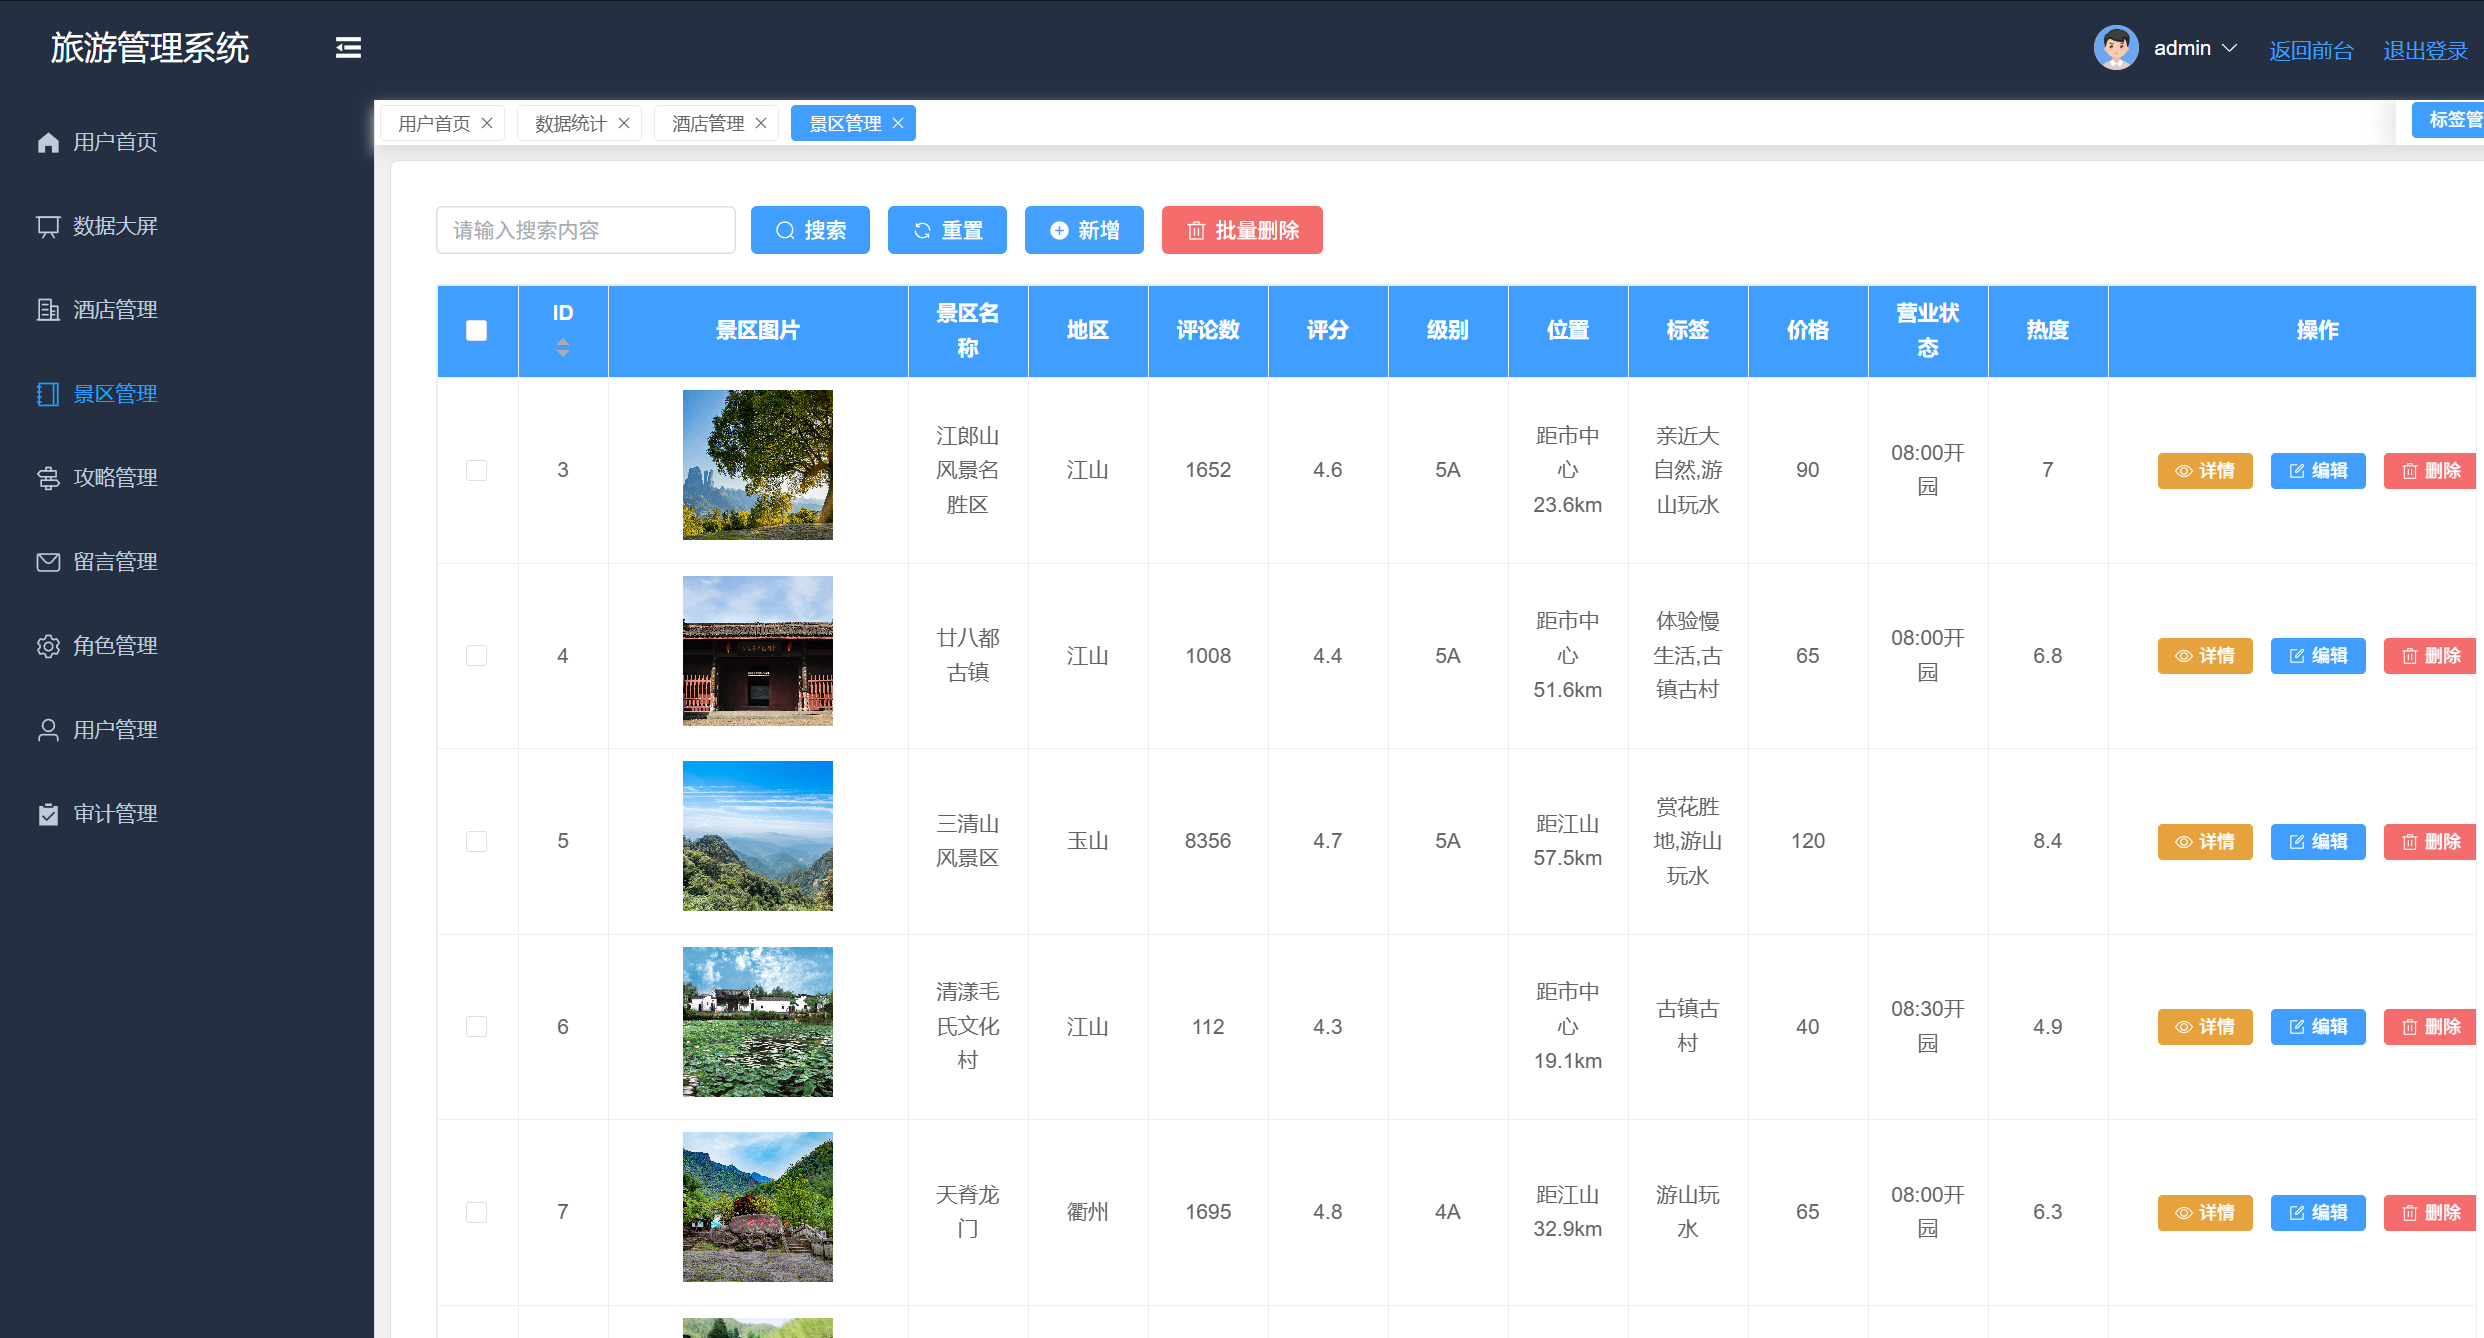 旅游管理系统
admin
返回前台
退出登录
用户首页
数据大屏
酒店管理
景区管理
攻略管理
留言管理
角色管理
用户管理
审计管理
用户首页
数据统计
酒店管理
景区管理
标签管
请输入搜索内容
搜索
重置
新增
批量删除
ID
景区图片
景区名
称
地区
评论数
评分
级别
位置
标签
价格
营业状
态
热度
操作
3
江郎山
风景名
胜区
江山
1652
4.6
5A
距市中
心
23.6km
亲近大
自然,游
山玩水
90
08:00开
园
7
详情
编辑
删除
4
廿八都
古镇
江山
1008
4.4
5A
距市中
心
51.6km
体验慢
生活,古
镇古村
65
08:00开
园
6.8
详情
编辑
删除
5
三清山
风景区
玉山
8356
4.7
5A
距江山
57.5km
赏花胜
地,游山
玩水
120
8.4
详情
编辑
删除
6
清漾毛
氏文化
村
江山
112
4.3
距市中
心
19.1km
古镇古
村
40
08:30开
园
4.9
详情
编辑
删除
7
天脊龙
门
衢州
1695
4.8
4A
距江山
32.9km
游山玩
水
65
08:00开
园
6.3
详情
编辑
删除